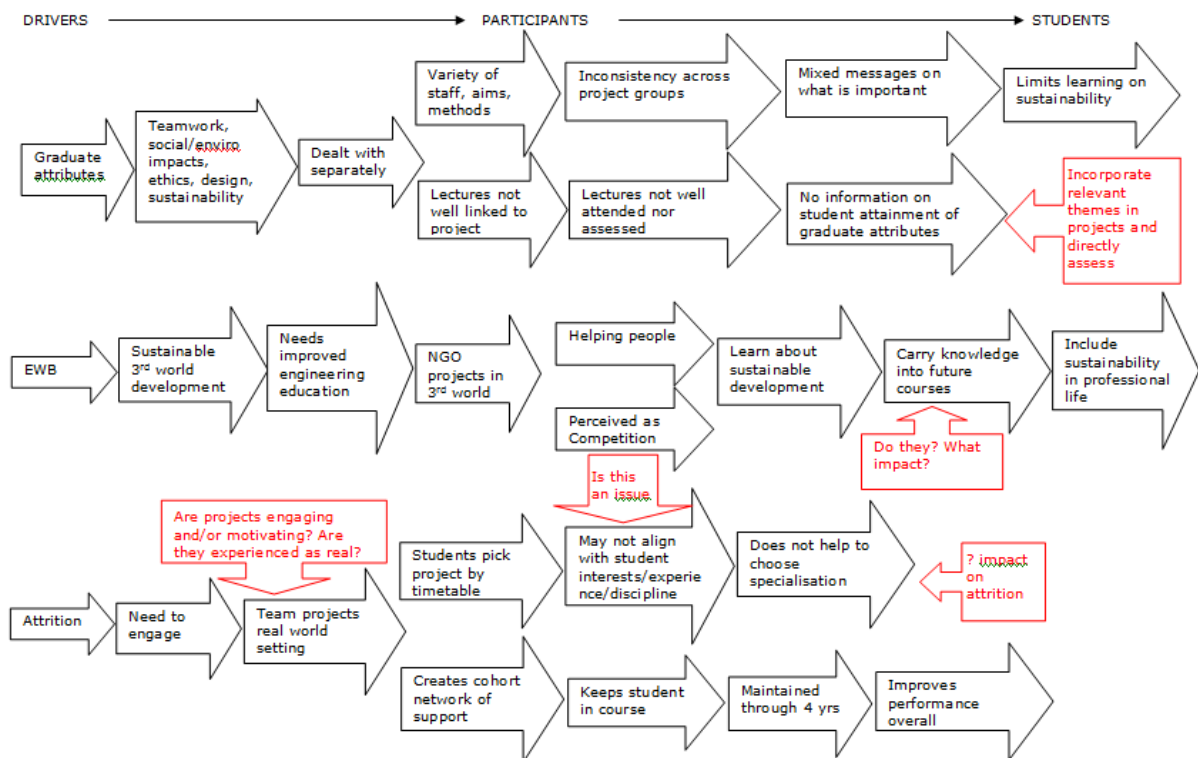 DRIVERS
PARTICIPANTS
STUDENTS
Graduate
attributes
Teamwork,
social/enviro
impacts,
ethics, design,
sustainability
Dealt with
separately
Variety of
staff, aims,
methods
Inconsistency across
project groups
Mixed messages on
what is important
Limits learning on
sustainability
Lectures not
well linked to
project
Lectures not well
attended nor
assessed
No information on
student attainment of
graduate attributes
Incorporate
relevant
themes in
projects and
directly
assess
EWB
Sustainable
3rd world
development
Needs
improved
engineering
education
NGO
projects in
3rd world
Helping people
Perceived as
Competition
Learn about
sustainable
development
Carry knowledge
into future
courses
Include
sustainability
in professional
life
Do they? What
impact?
Is this
an issue
Are projects engaging
and/or motivating? Are
they experienced as real?
Attrition
Need to
engage
Team projects
real world
setting
Students pick
project by
timetable
May not align
with student
interests/experie
nce/discipline
Does not help to
choose
specialisation
? impact
on
attrition
Creates cohort
network of
support
Keeps student
in course
Maintained
through 4 yrs
Improves
performance
overall